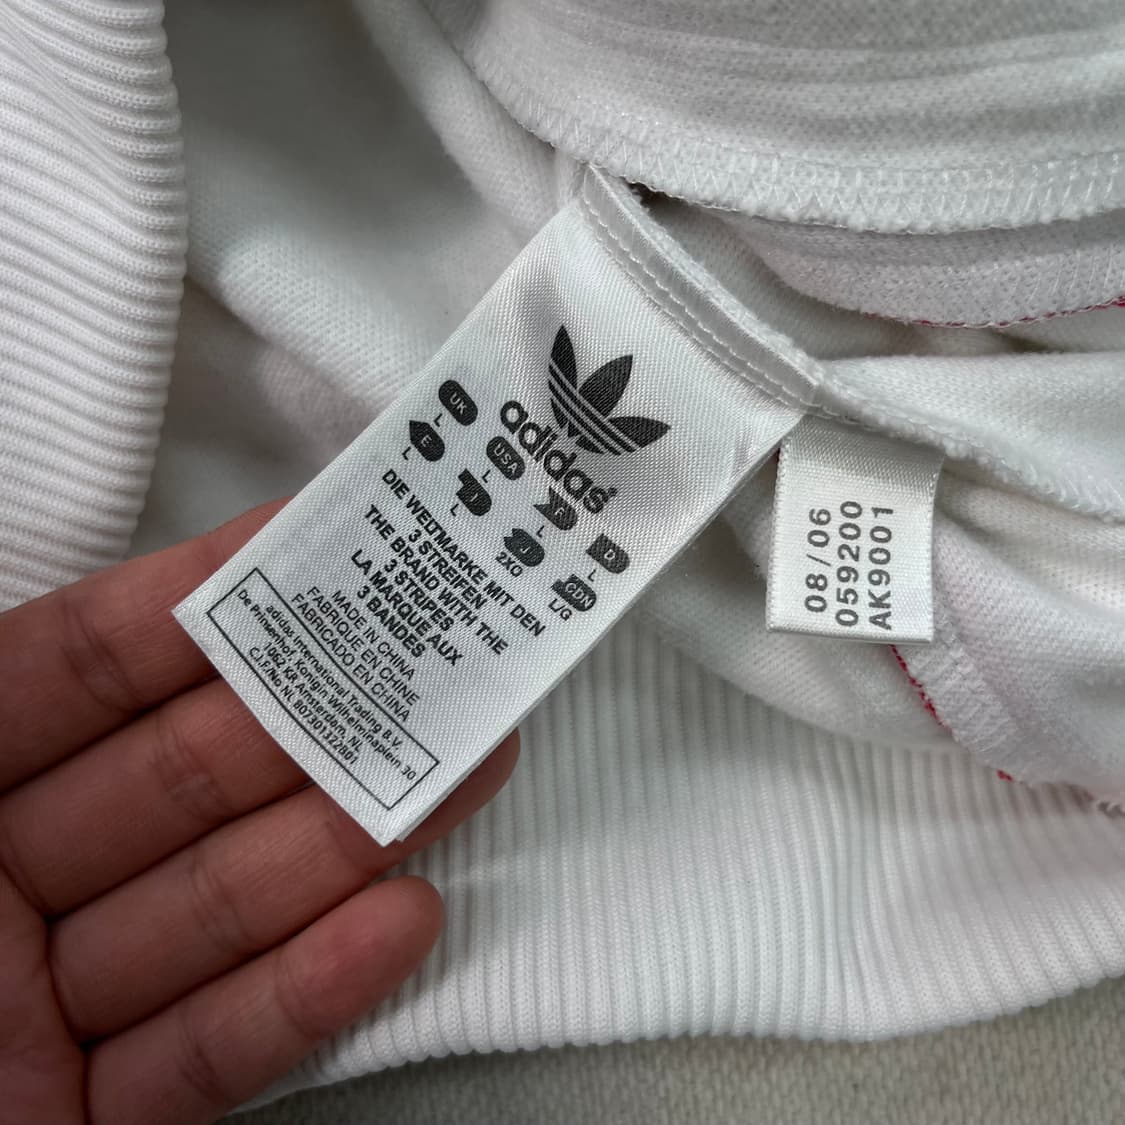 adidas®
UK
L
USA
L
F
L
D
L
E
L
I
L
J
2XO
CDN
L/G
DIE WELTMARKE MIT DEN
3 STREIFEN
THE BRAND WITH THE
3 STRIPES
LA MARQUE AUX
3 BANDES
MADE IN CHINA
FABRIQUE EN CHINE
FABRICADO EN CHINA
adidas International Trading B.V.
De Prinsenhof, Konigin Wilhelminaplein 30
1062 KR Amsterdam, NL
C.I.F/No NL 807301322B01
08/06
059200
AK9001